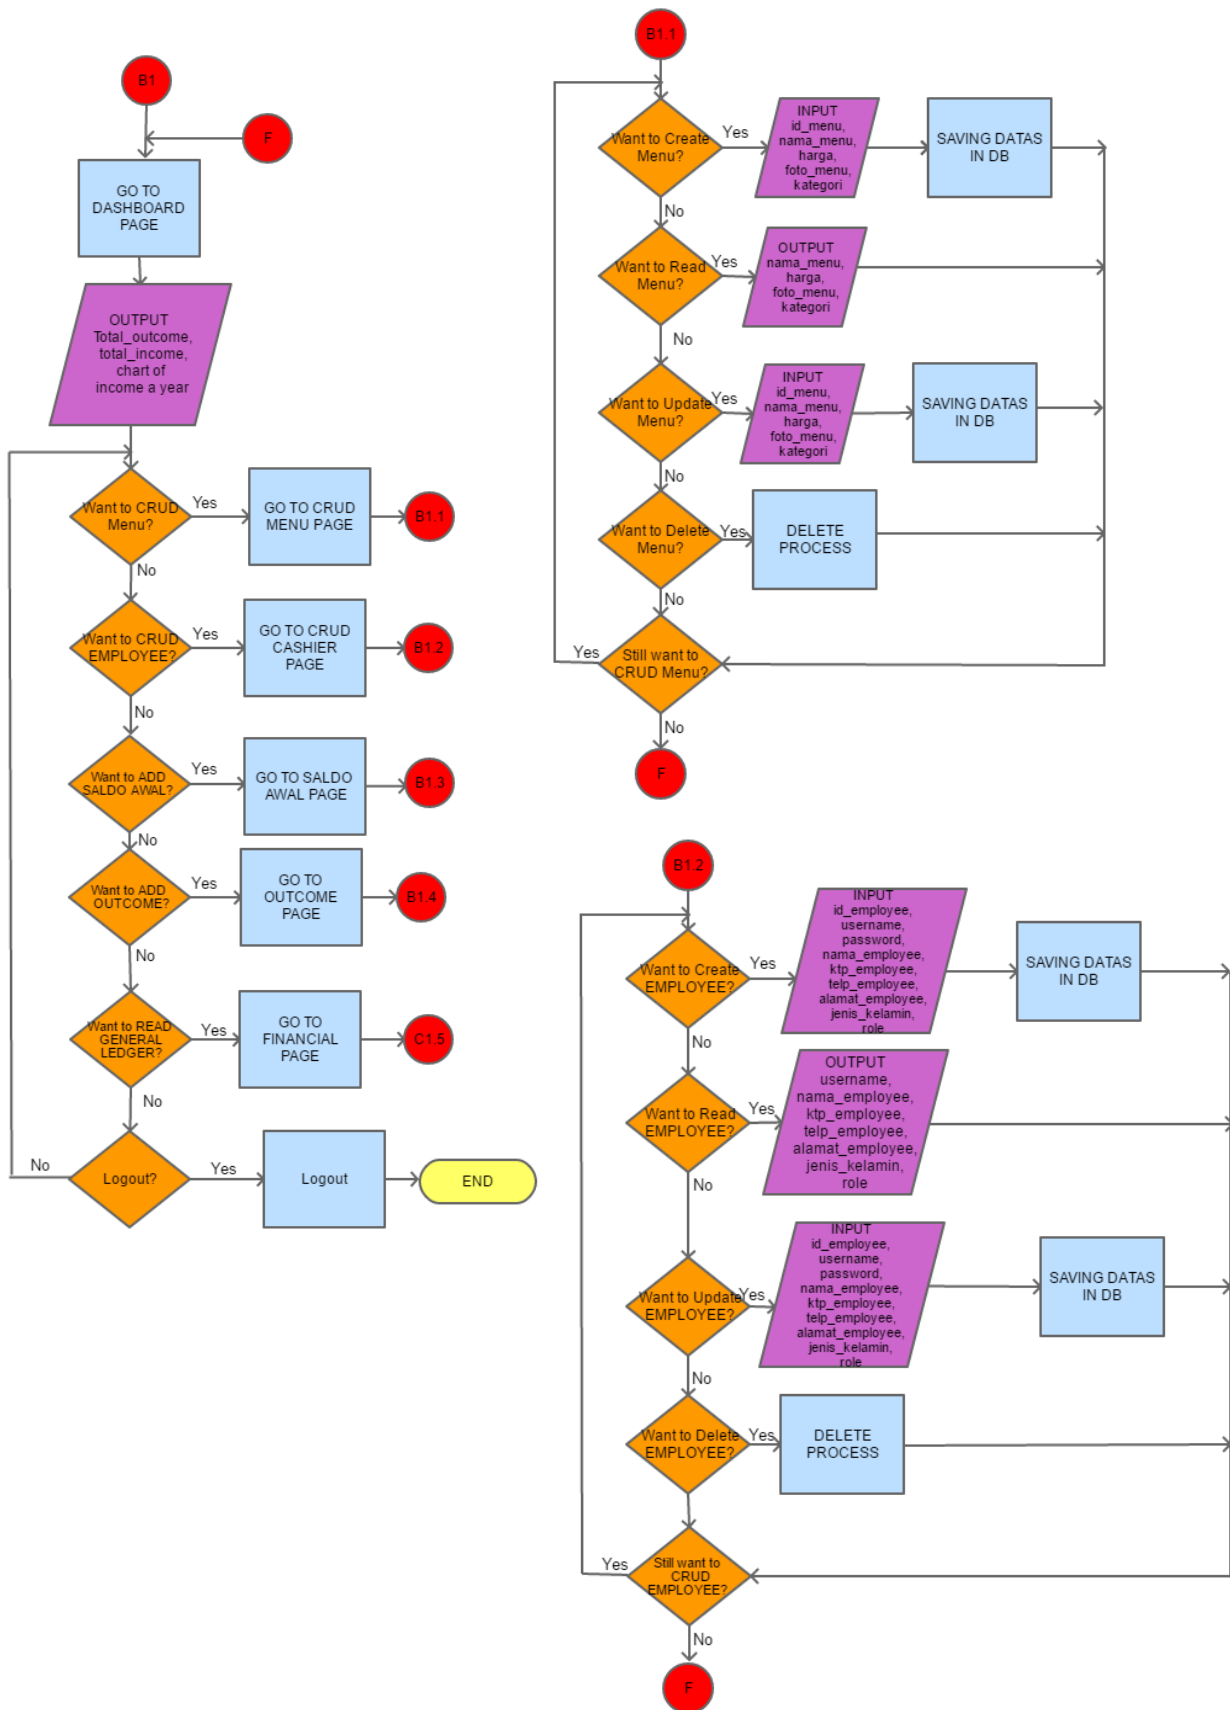 B1
F
GO TO
DASHBOARD
PAGE
OUTPUT
Total_outcome,
total_income,
chart of
income a year
Want to CRUD
Menu?
Yes
GO TO CRUD
MENU PAGE
B1.1
No
Want to CRUD
EMPLOYEE?
Yes
GO TO CRUD
CASHIER
PAGE
B1.2
No
Want to ADD
SALDO AWAL?
Yes
GO TO SALDO
AWAL PAGE
B1.3
No
Want to ADD
OUTCOME?
Yes
GO TO
OUTCOME
PAGE
B1.4
No
Want to READ
GENERAL
LEDGER?
Yes
GO TO
FINANCIAL
PAGE
C1.5
No
No
Logout?
Yes
Logout
END
B1.1
Want to Create
Menu?
Yes
INPUT
id_menu,
nama_menu,
harga,
foto_menu,
kategori
SAVING DATAS
IN DB
No
Want to Read
Menu?
Yes
OUTPUT
nama_menu,
harga,
foto_menu,
kategori
No
Want to Update
Menu?
Yes
INPUT
id_menu,
nama_menu,
harga,
foto_menu,
kategori
SAVING DATAS
IN DB
No
Want to Delete
Menu?
Yes
DELETE
PROCESS
No
Yes
Still want to
CRUD Menu?
No
F
B1.2
Want to Create
EMPLOYEE?
Yes
INPUT
id_employee,
username,
password,
nama_employee,
ktp_employee,
telp_employee,
alamat_employee,
jenis_kelamin,
role
SAVING DATAS
IN DB
No
Want to Read
EMPLOYEE?
Yes
OUTPUT
username,
nama_employee,
ktp_employee,
telp_employee,
alamat_employee,
jenis_kelamin,
role
No
Want to Update
EMPLOYEE?
Yes
INPUT
id_employee,
username,
password,
nama_employee,
ktp_employee,
telp_employee,
alamat_employee,
jenis_kelamin,
role
SAVING DATAS
IN DB
No
Want to Delete
EMPLOYEE?
Yes
DELETE
PROCESS
Yes
Still want to
CRUD
EMPLOYEE?
No
F